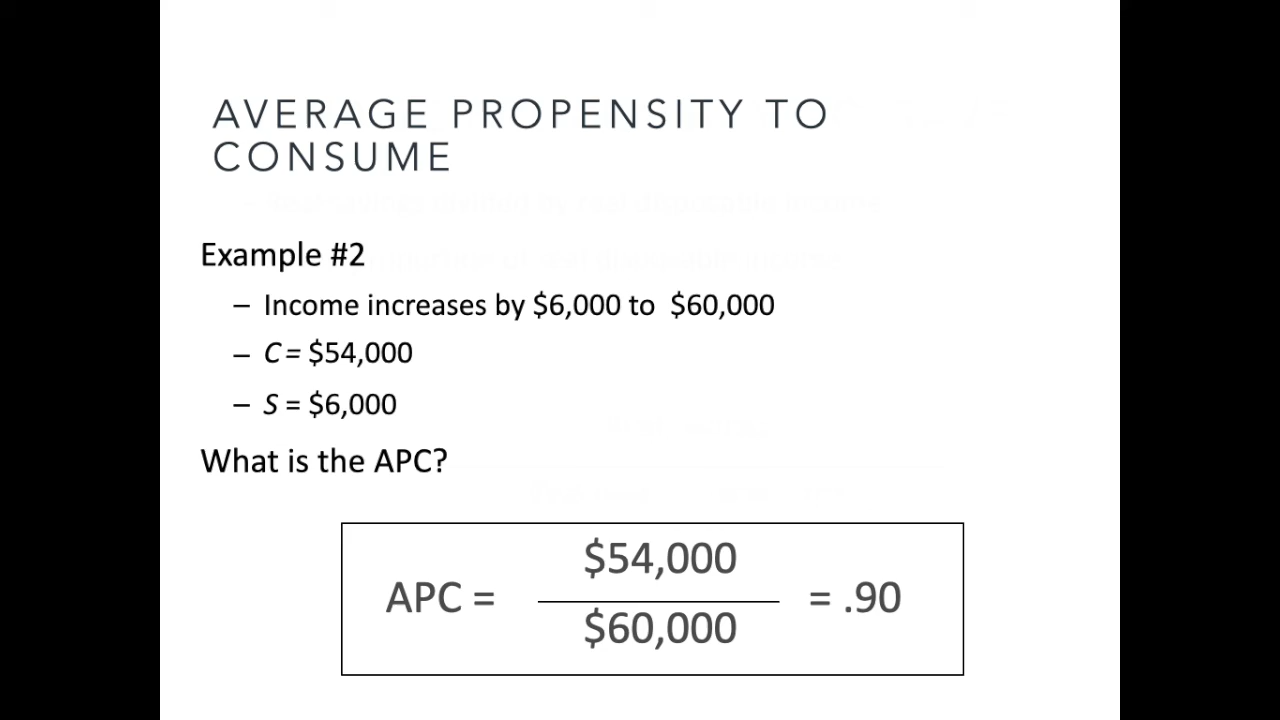 AVERAGE PROPENSITY TO
CONSUME
Example #2
– Income increases by $6,000 to $60,000
– C = $54,000
– S = $6,000
What is the APC?
$54,000
APC = = .90
$60,000